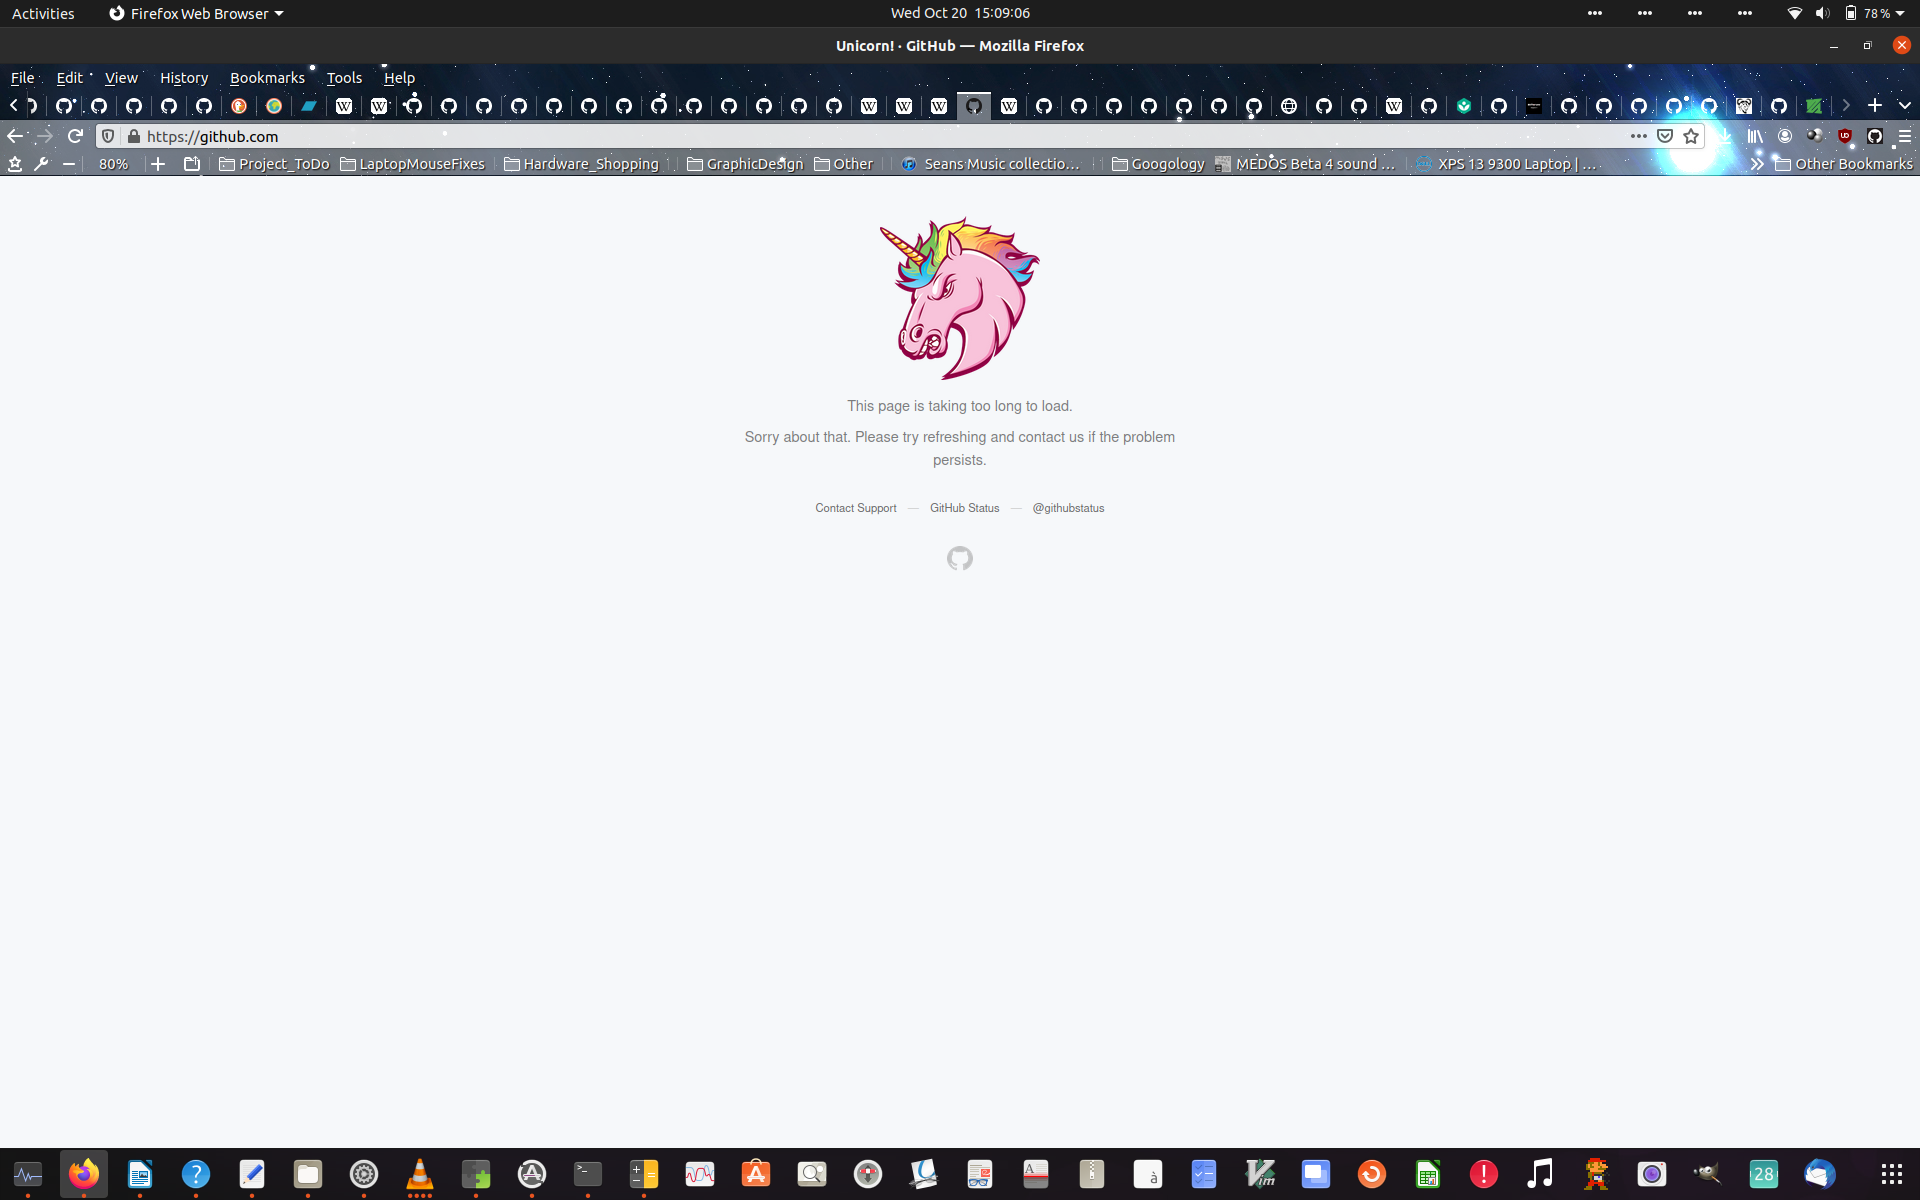 Activities
Firefox Web Browser
Wed Oct 20 15:09:06
78 %
Unicorn! · GitHub — Mozilla Firefox
File Edit View History Bookmarks Tools Help
https://github.com
80% Project_ToDo LaptopMouseFixes Hardware_Shopping GraphicDesign Other Seans Music collectio… Googology MEDOS Beta 4 sound … XPS 13 9300 Laptop | … Other Bookmarks
This page is taking too long to load.
Sorry about that. Please try refreshing and contact us if the problem
persists.
Contact Support — GitHub Status — @githubstatus
28